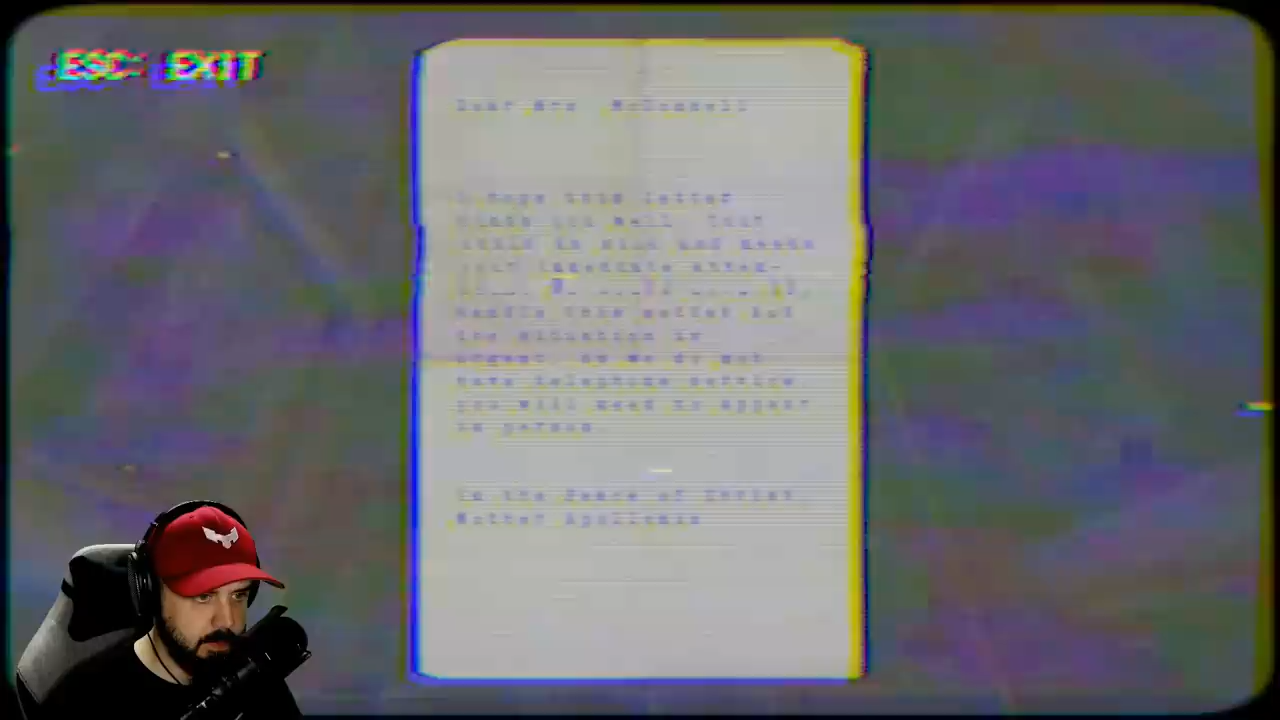 ESC: EXIT
Dear Mrs McDonnell
I hope this letter
finds you well
child is sick and needs
your immediate atten-
handle this matter but
the situation is
urgent as we do not
have telephone service
you will need to appear
in person
In the Peace of Christ,
Mother Apollonia